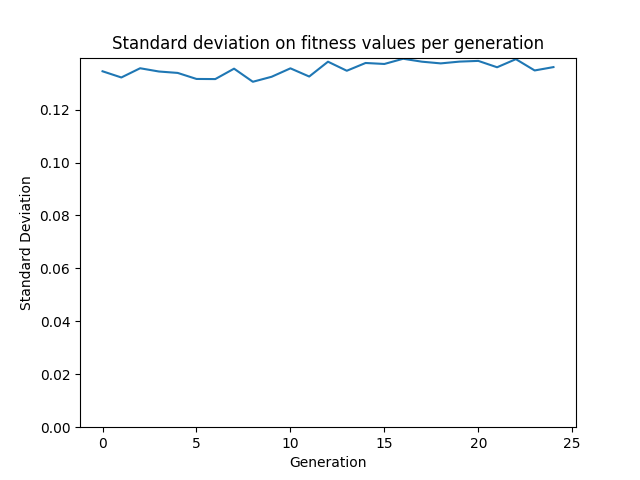 Standard deviation on fitness values per generation
0.12
0.10
0.08
0.06
0.04
0.02
0.00
Standard Deviation
0 5 10 15 20 25
Generation